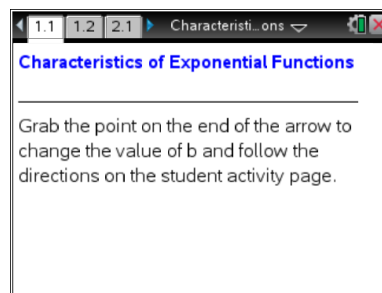 1.1 1.2 2.1 Characteristi...ons
Characteristics of Exponential Functions
Grab the point on the end of the arrow to
change the value of b and follow the
directions on the student activity page.